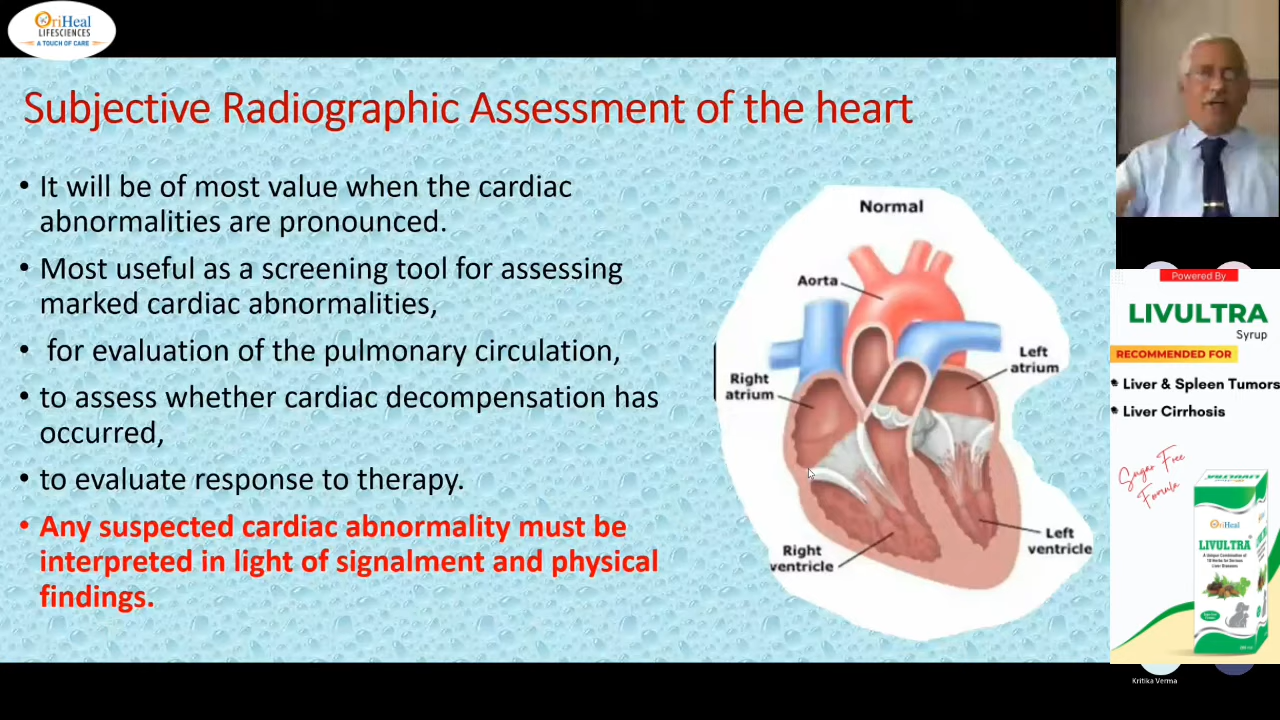 OriHeal
LIFESCIENCES
A TOUCH OF CARE
Subjective Radiographic Assessment of the heart
• It will be of most value when the cardiac
abnormalities are pronounced.
• Most useful as a screening tool for assessing
marked cardiac abnormalities,
• for evaluation of the pulmonary circulation,
• to assess whether cardiac decompensation has
occurred,
• to evaluate response to therapy.
• Any suspected cardiac abnormality must be
interpreted in light of signalment and physical
findings.
Normal
Aorta
Left
atrium
Right
atrium
Left
ventricle
Right
ventricle
Powered By
LIVULTRA
Syrup
RECOMMENDED FOR
Liver & Spleen Tumors
Liver Cirrhosis
Sugar Free
Formula
OriHeal
LIVULTRA
Kritika Verma